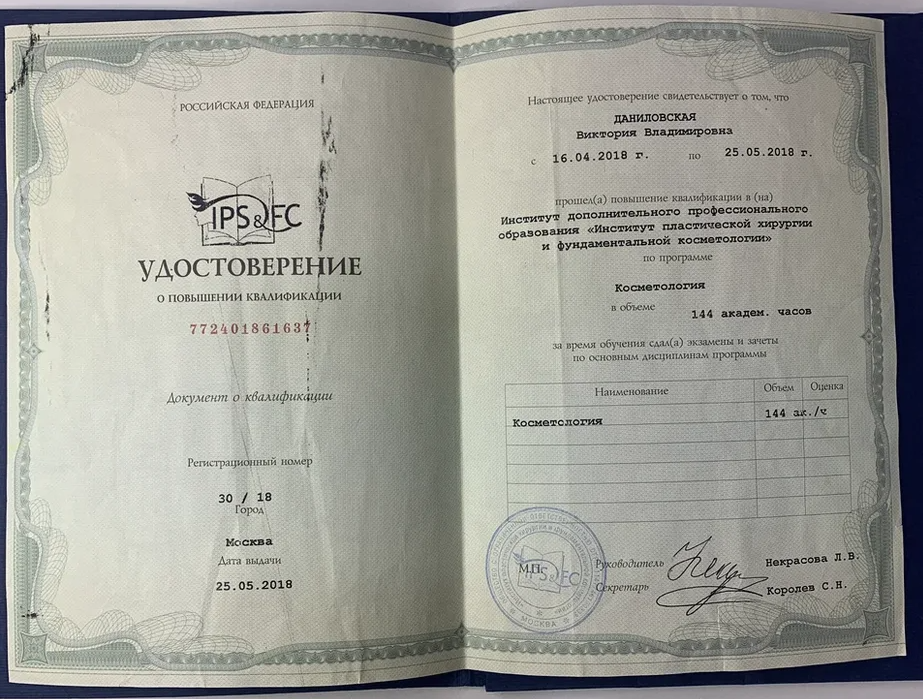 РОССИЙСКАЯ ФЕДЕРАЦИЯ
IPS&FC
УДОСТОВЕРЕНИЕ
О ПОВЫШЕНИИ КВАЛИФИКАЦИИ
772401861637
Документ о квалификации
Регистрационный номер
30 / 18
Город
Москва
Дата выдачи
25.05.2018
Настоящее удостоверение свидетельствует о том, что
ДАНИЛОВСКАЯ
Виктория Владимировна
с 16.04.2018 г. по 25.05.2018 г.
прошел(а) повышение квалификации в (на)
Институт дополнительного профессионального
образования «Институт пластической хирургии
и фундаментальной косметологии»
по программе
Косметология
в объеме 144 академ. часов
за время обучения сдал(а) экзамены и зачеты
по основным дисциплинам программы
Наименование Объем Оценка
Косметология 144 ак./ч
М.П.
IPS&FC
МОСКВА
Руководитель Некрасова Л.В.
Секретарь Королев С.Н.